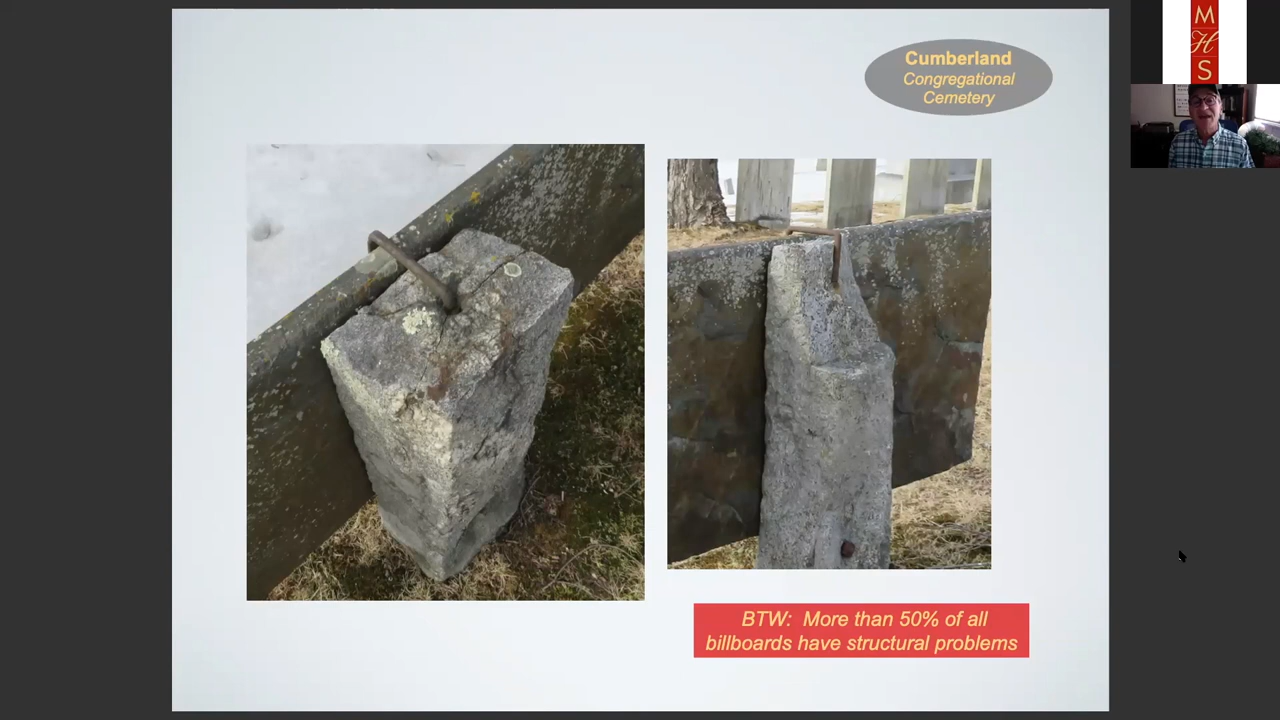 Cumberland
Congregational
Cemetery
M
H
S
BTW: More than 50% of all
billboards have structural problems